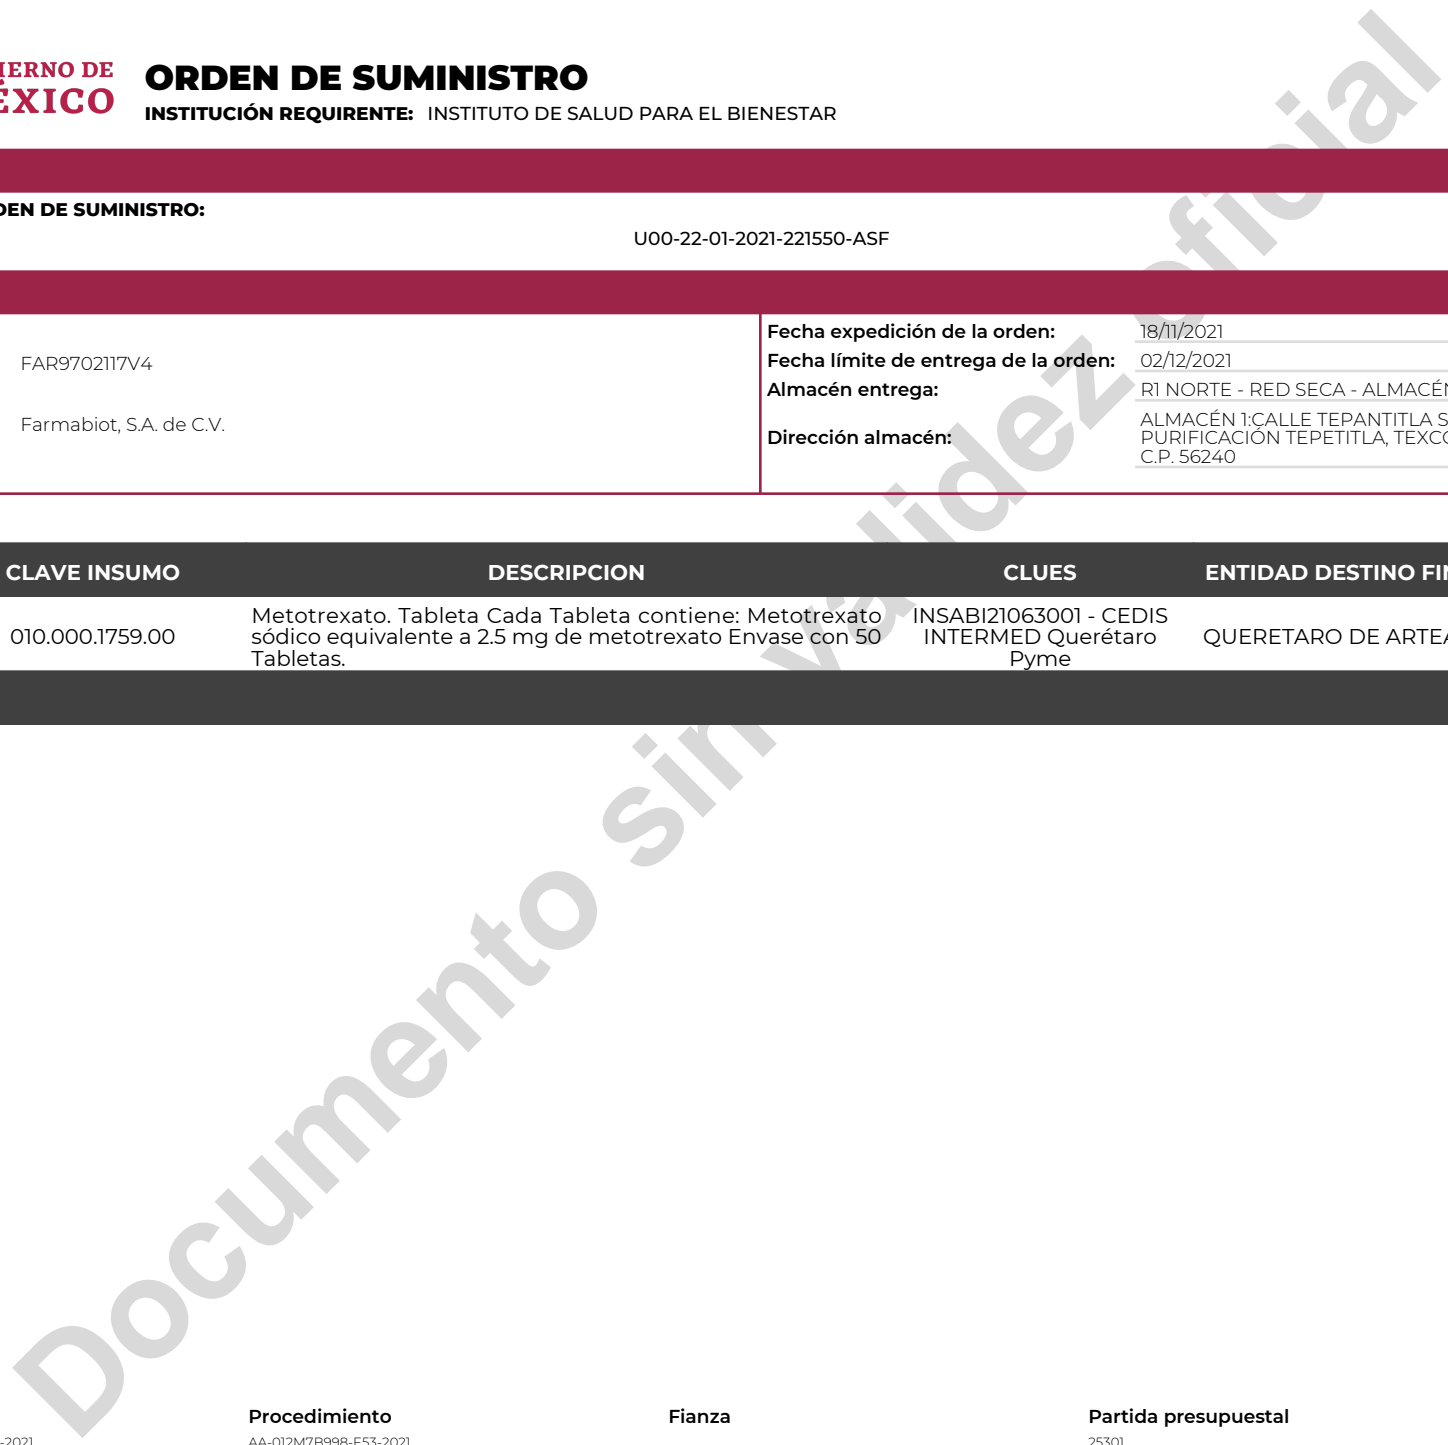 IERNO DE
ÉXICO
ORDEN DE SUMINISTRO
INSTITUCIÓN REQUIRENTE: INSTITUTO DE SALUD PARA EL BIENESTAR
DEN DE SUMINISTRO:
U00-22-01-2021-221550-ASF
FAR9702117V4
Farmabiot, S.A. de C.V.
Fecha expedición de la orden: 18/11/2021
Fecha límite de entrega de la orden: 02/12/2021
Almacén entrega: R1 NORTE - RED SECA - ALMACÉN
Dirección almacén: ALMACÉN 1:CALLE TEPANTITLA S
PURIFICACIÓN TEPETITLA, TEXCO
C.P. 56240
CLAVE INSUMO DESCRIPCION CLUES ENTIDAD DESTINO FIN
010.000.1759.00
Metotrexato. Tableta Cada Tableta contiene: Metotrexato
sódico equivalente a 2.5 mg de metotrexato Envase con 50
Tabletas.
INSABI21063001 - CEDIS
INTERMED Querétaro
Pyme
QUERETARO DE ARTEA
Documento sin validez oficial
Procedimiento Fianza Partida presupuestal
-2021 AA-012M7B998-E53-2021 25301